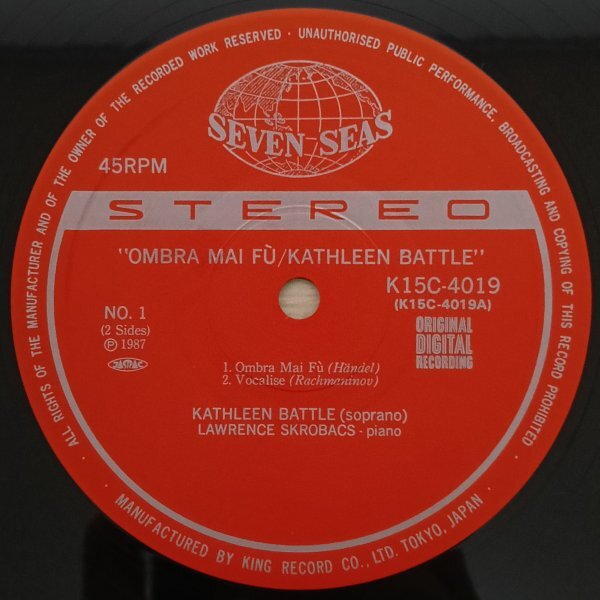 ALL RIGHTS OF THE MANUFACTURER AND OF THE OWNER OF THE RECORDED WORK RESERVED · UNAUTHORISED PUBLIC PERFORMANCE, BROADCASTING AND COPYING OF THIS RECORD PROHIBITED
SEVEN SEAS
45RPM
STEREO
"OMBRA MAI FÙ/KATHLEEN BATTLE"
K15C-4019
(K15C-4019A)
NO. 1
(2 Sides)
Ⓟ 1987
JASRAC
ORIGINAL
DIGITAL
RECORDING
1. Ombra Mai Fù (Händel)
2. Vocalise (Rachmaninov)
KATHLEEN BATTLE (soprano)
LAWRENCE SKROBACS - piano
· MANUFACTURED BY KING RECORD CO., LTD. TOKYO, JAPAN ·